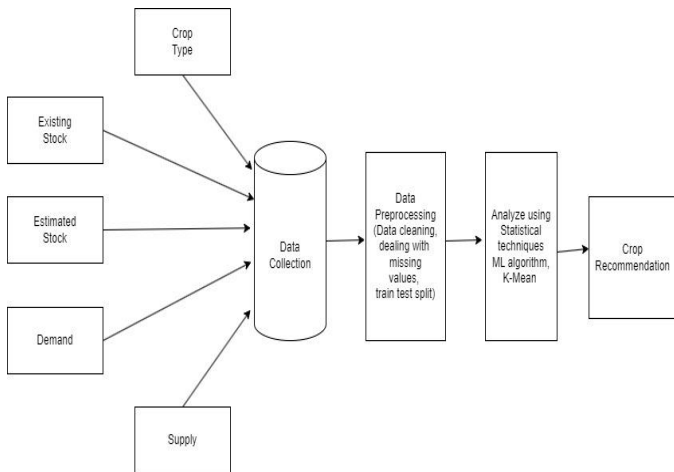 Crop
Type
Existing
Stock
Estimated
Stock
Demand
Supply
Data
Collection
Data
Preprocessing
(Data cleaning,
dealing with
missing
values,
train test split)
Analyze using
Statistical
techniques
ML algorithm,
K-Mean
Crop
Recommendation